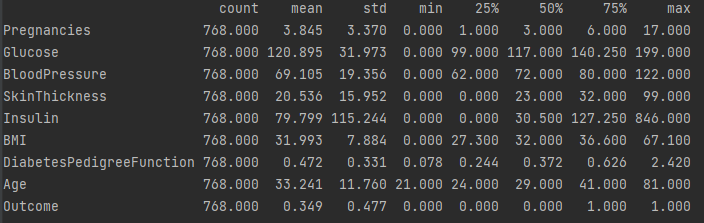 count mean std min 25% 50% 75% max
Pregnancies 768.000 3.845 3.370 0.000 1.000 3.000 6.000 17.000
Glucose 768.000 120.895 31.973 0.000 99.000 117.000 140.250 199.000
BloodPressure 768.000 69.105 19.356 0.000 62.000 72.000 80.000 122.000
SkinThickness 768.000 20.536 15.952 0.000 0.000 23.000 32.000 99.000
Insulin 768.000 79.799 115.244 0.000 0.000 30.500 127.250 846.000
BMI 768.000 31.993 7.884 0.000 27.300 32.000 36.600 67.100
DiabetesPedigreeFunction 768.000 0.472 0.331 0.078 0.244 0.372 0.626 2.420
Age 768.000 33.241 11.760 21.000 24.000 29.000 41.000 81.000
Outcome 768.000 0.349 0.477 0.000 0.000 0.000 1.000 1.000